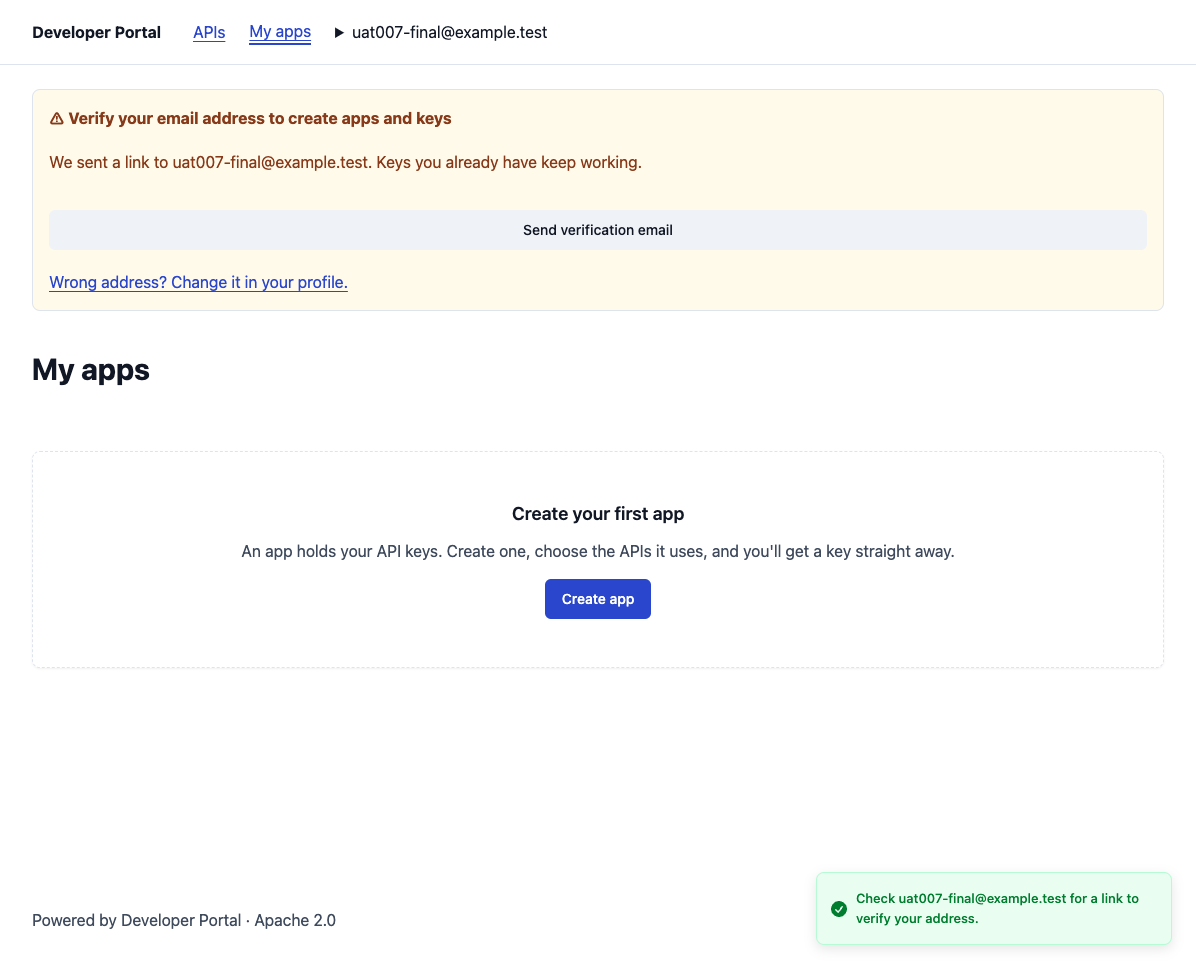 Developer Portal APIs My apps ▶ uat007-final@example.test
⚠ Verify your email address to create apps and keys
We sent a link to uat007-final@example.test. Keys you already have keep working.
Send verification email
Wrong address? Change it in your profile.
My apps
Create your first app
An app holds your API keys. Create one, choose the APIs it uses, and you'll get a key straight away.
Create app
Check uat007-final@example.test for a link to
verify your address.
Powered by Developer Portal · Apache 2.0